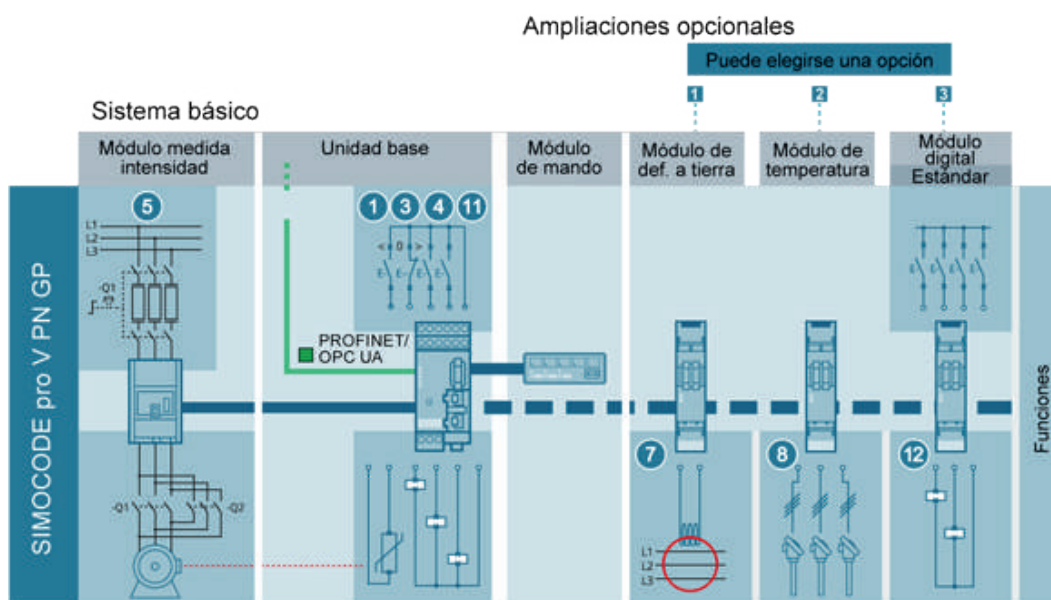 Ampliaciones opcionales
Puede elegirse una opción
1
2
3
Sistema básico
Módulo medida
intensidad
Unidad base
Módulo
de mando
Módulo de
def. a tierra
Módulo de
temperatura
Módulo
digital
Estándar
SIMOCODE pro V PN GP
5
1
3
4
11
L1
L2
L3
< 0 >
E
E
E
E
-Q1
PROFINET/
OPC UA
7
8
12
-Q1
-Q2
L1
L2
L3
Funciones